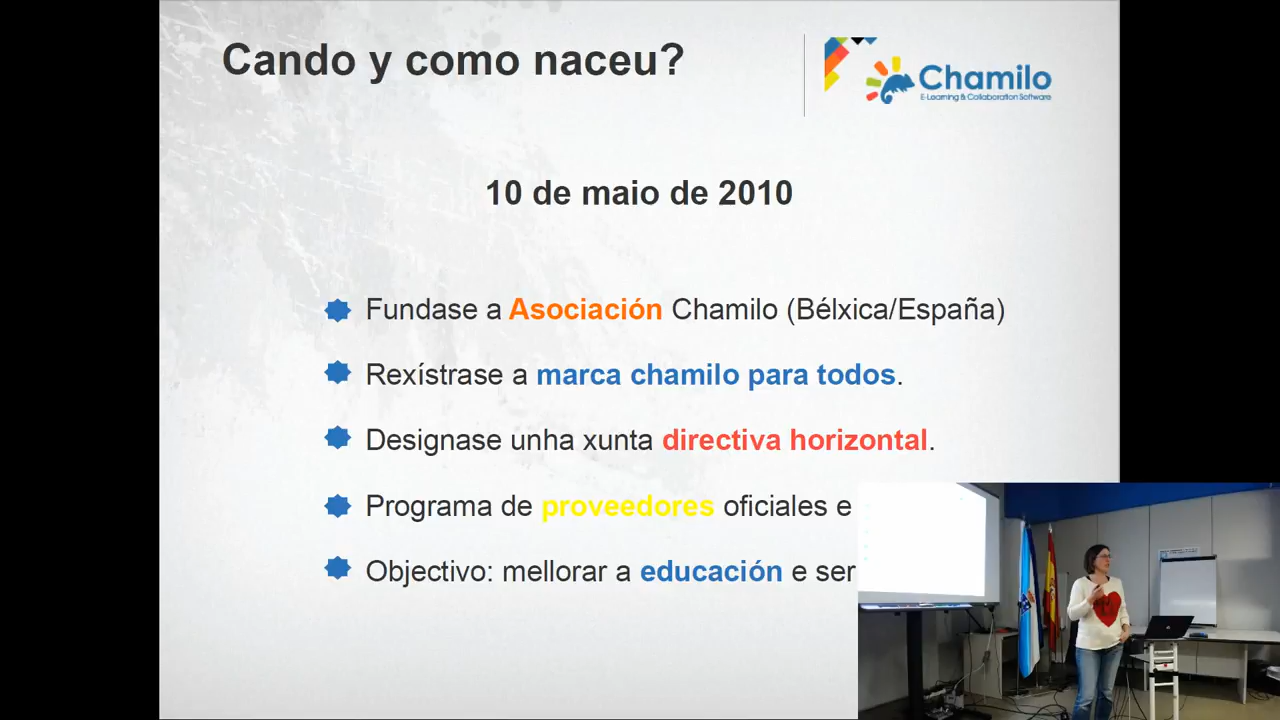 Cando y como naceu?
Chamilo
E-Learning & Collaboration Software
10 de maio de 2010
Fundase a Asociación Chamilo (Bélxica/España)
Rexístrase a marca chamilo para todos.
Designase unha xunta directiva horizontal.
Programa de proveedores oficiales e
Objectivo: mellorar a educación e ser